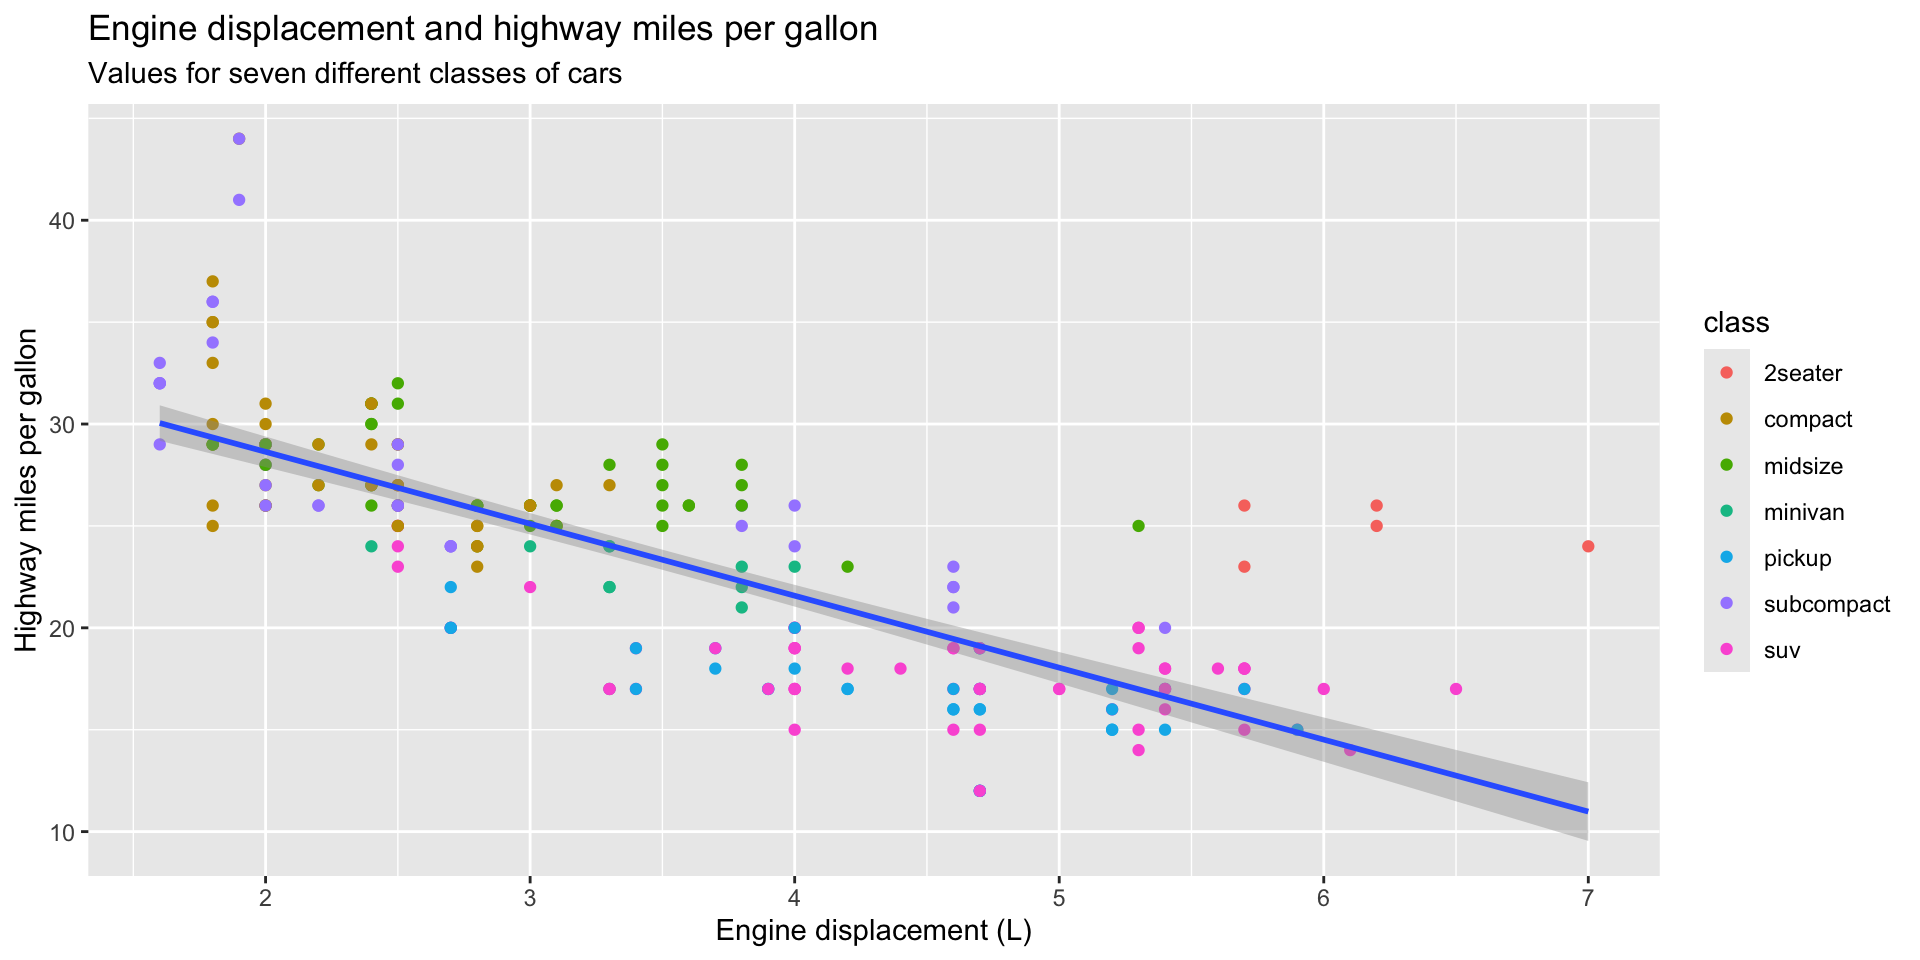 Engine displacement and highway miles per gallon
Values for seven different classes of cars
Highway miles per gallon
40
30
20
10
2 3 4 5 6 7
Engine displacement (L)
class
2seater
compact
midsize
minivan
pickup
subcompact
suv